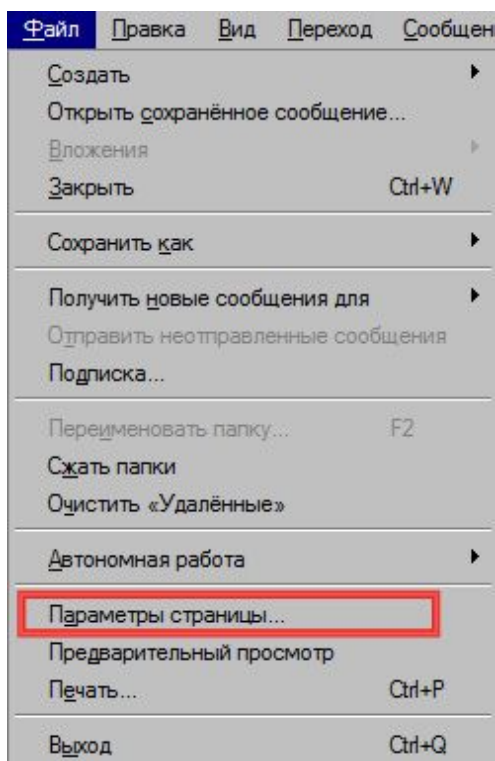 Файл Правка Вид Переход Сообщен
Создать
Открыть сохранённое сообщение...
Вложения
Закрыть Ctrl+W
Сохранить как
Получить новые сообщения для
Отправить неотправленные сообщения
Подписка...
Переименовать папку... F2
Сжать папки
Очистить «Удалённые»
Автономная работа
Параметры страницы...
Предварительный просмотр
Печать... Ctrl+P
Выход Ctrl+Q